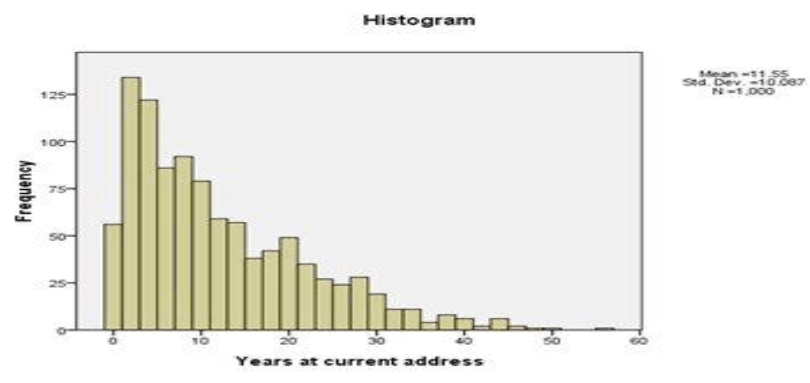 Histogram
Mean =11.55
Std. Dev. =10.087
N =1,000
Frequency
125
100
75
50
25
0
0 10 20 30 40 50 60
Years at current address